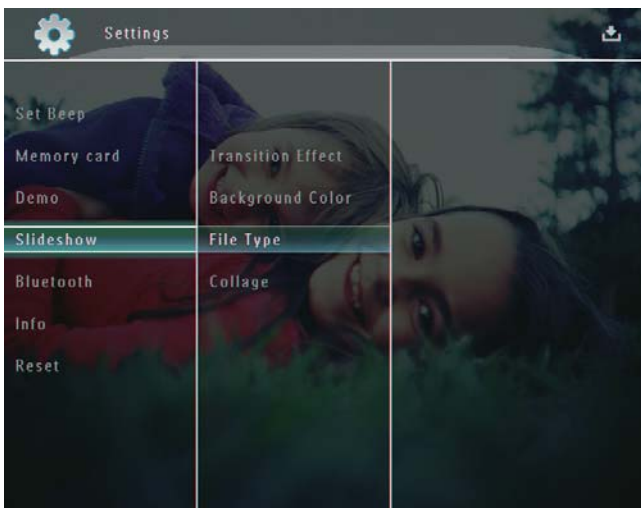 Settings
Set Beep
Memory card
Demo
Slideshow
Bluetooth
Info
Reset
Transition Effect
Background Color
File Type
Collage